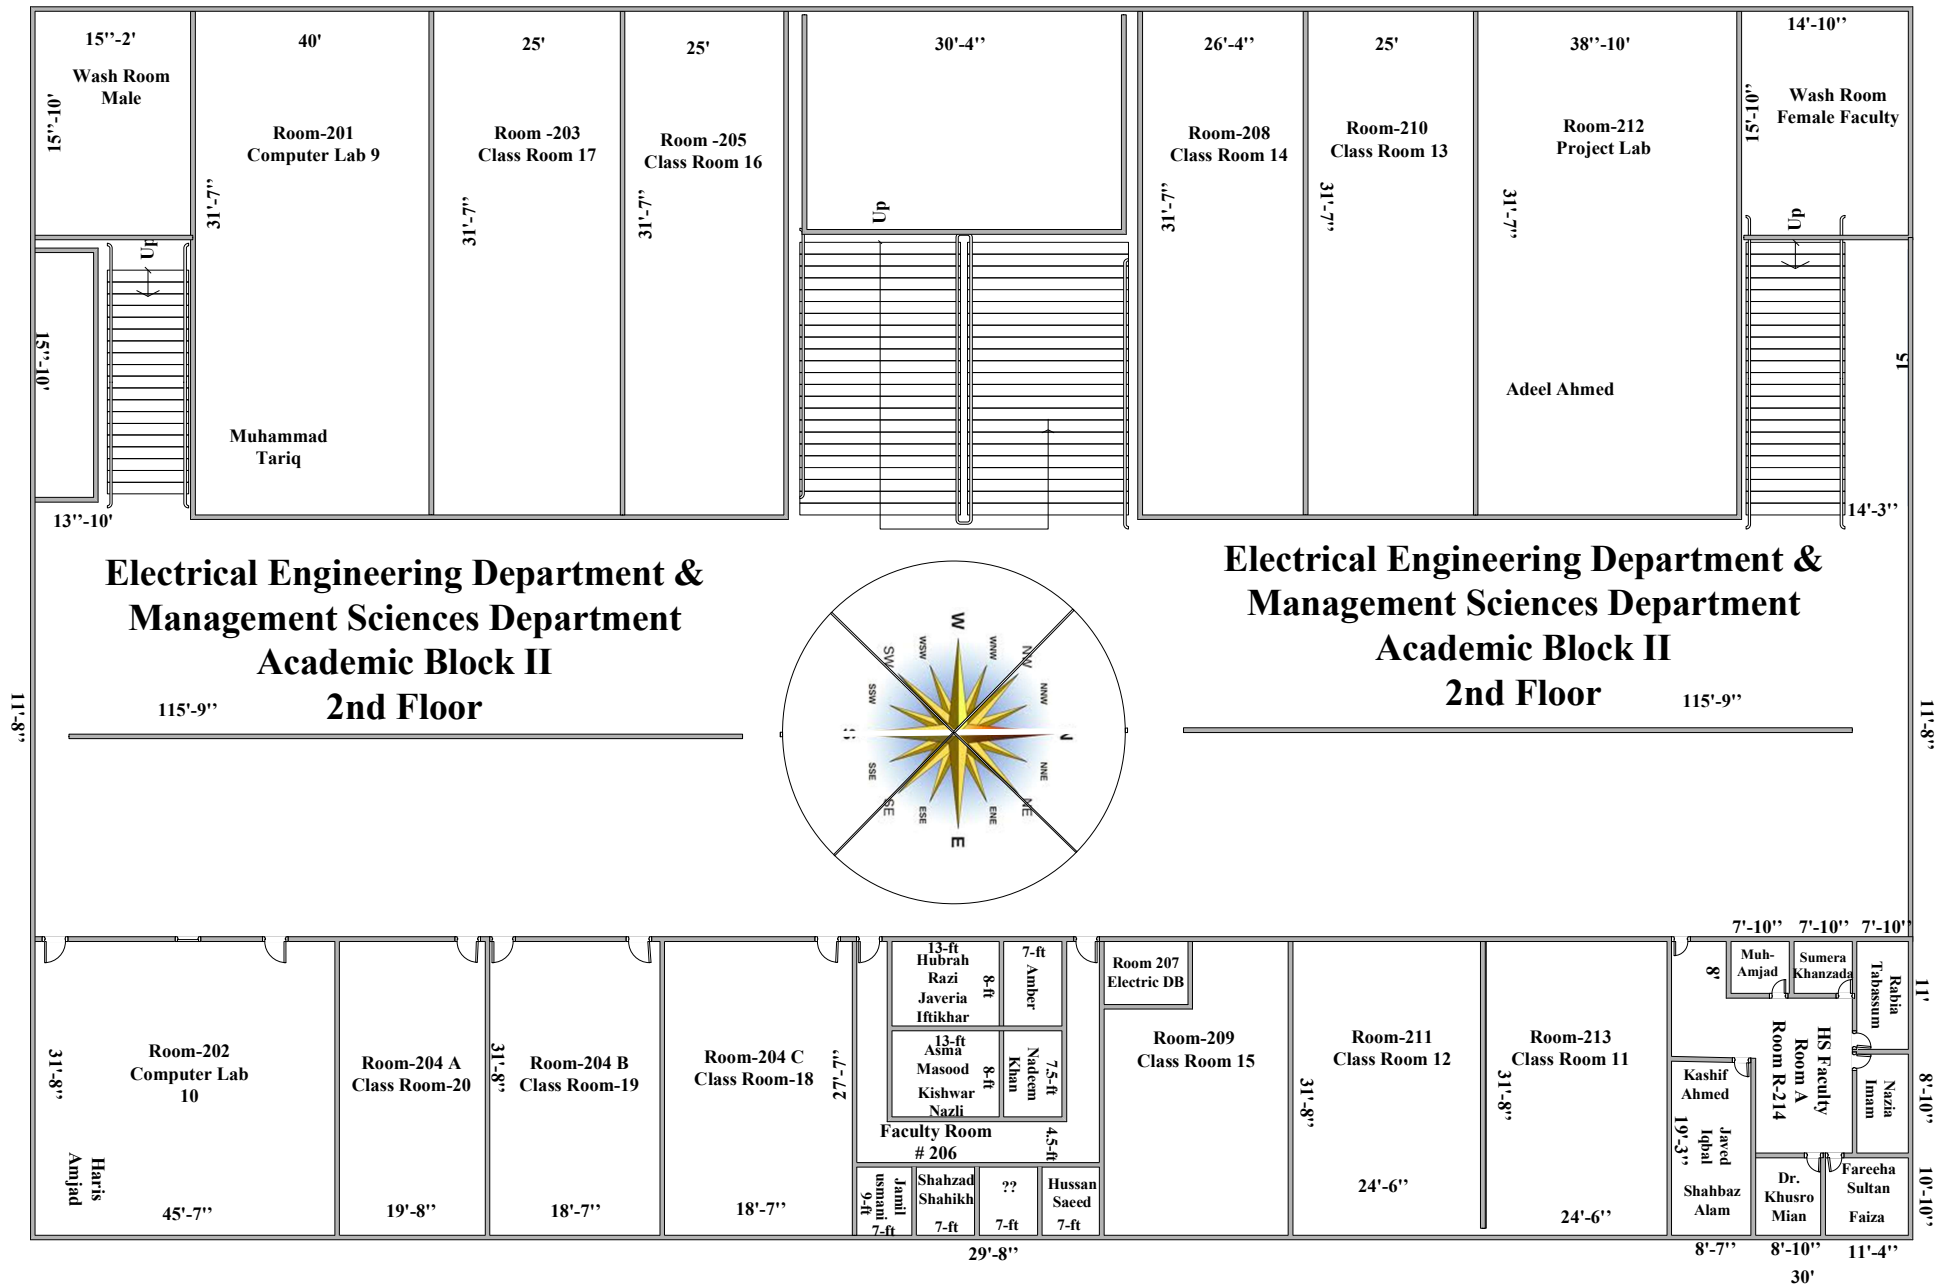 15’’-2'
Wash Room
Male
15’’-10'
40'
Room-201
Computer Lab 9
31'-7’’
Muhammad
Tariq
25'
Room -203
Class Room 17
31'-7’’
25'
Room -205
Class Room 16
31'-7’’
30'-4’’
Up
26'-4’’
Room-208
Class Room 14
31'-7’’
25'
Room-210
Class Room 13
31'-7’’
38’’-10'
Room-212
Project Lab
31'-7’’
Adeel Ahmed
14'-10’’
15'-10’’
Wash Room
Female Faculty
Up
Up
15’’-10'
13’’-10'
15
14'-3’’
Electrical Engineering Department &
Management Sciences Department
Academic Block II
2nd Floor
115'-9’’
11'-8’’
Electrical Engineering Department &
Management Sciences Department
Academic Block II
2nd Floor
115'-9’’
11'-8’’
W
WSW
WNW
SW
NW
SSW
NNW
SSE
NNE
SE
NE
ESE
ENE
E
31'-8’’
Room-202
Computer Lab
10
Haris
Amjad
45'-7’’
Room-204 A
Class Room-20
19'-8’’
31'-8’’
Room-204 B
Class Room-19
18'-7’’
Room-204 C
Class Room-18
18'-7’’
27'-7’’
13-ft
Hubrah
Razi
Javeria
Iftikhar
8-ft
7-ft
Amber
13-ft
Asma
Masood
Kishwar
Nazli
8-ft
Nadeem
Khan
7.5-ft
Faculty Room
# 206
4.5-ft
Jamil
usmani
9-ft
7-ft
Shahzad
Shahikh
7-ft
??
7-ft
Hussan
Saeed
7-ft
29'-8’’
Room 207
Electric DB
Room-209
Class Room 15
31'-8’’
Room-211
Class Room 12
24'-6’’
31'-8’’
Room-213
Class Room 11
24'-6’’
7'-10’’
7'-10’’
7'-10’’
8'
Muh-
Amjad
Sumera
Khanzada
Rabia
Tabassum
11'
HS Faculty
Room A
Room R-214
Kashif
Ahmed
Javed
Iqbal
19'-3’’
Shahbaz
Alam
Nazia
Imam
8'-10’’
Dr.
Khusro
Mian
Fareeha
Sultan
Faiza
10'-10’’
8'-7’’
8'-10’’
11'-4’’
30'